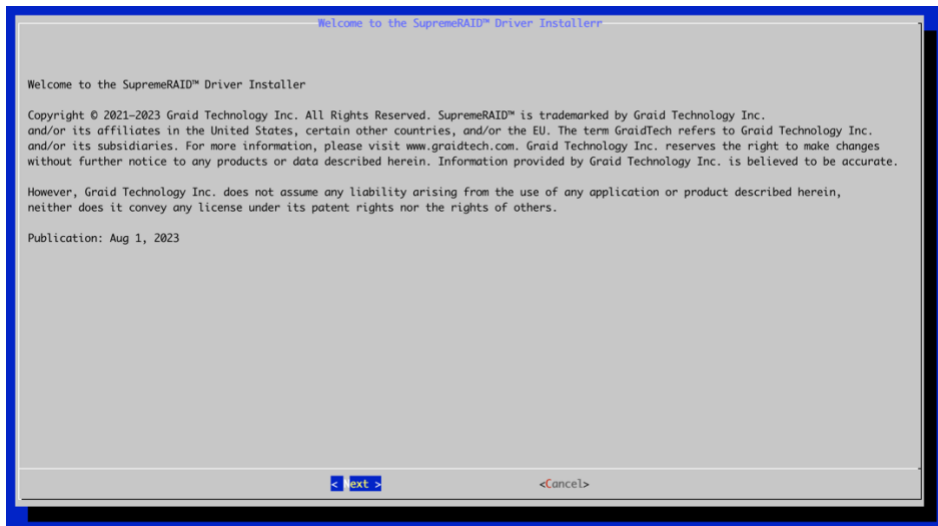 Welcome to the SupremeRAID™ Driver Installerr
Welcome to the SupremeRAID™ Driver Installer
Copyright © 2021–2023 Graid Technology Inc. All Rights Reserved. SupremeRAID™ is trademarked by Graid Technology Inc.
and/or its affiliates in the United States, certain other countries, and/or the EU. The term GraidTech refers to Graid Technology Inc.
and/or its subsidiaries. For more information, please visit www.graidtech.com. Graid Technology Inc. reserves the right to make changes
without further notice to any products or data described herein. Information provided by Graid Technology Inc. is believed to be accurate.
However, Graid Technology Inc. does not assume any liability arising from the use of any application or product described herein,
neither does it convey any license under its patent rights nor the rights of others.
Publication: Aug 1, 2023
< Next > <Cancel>